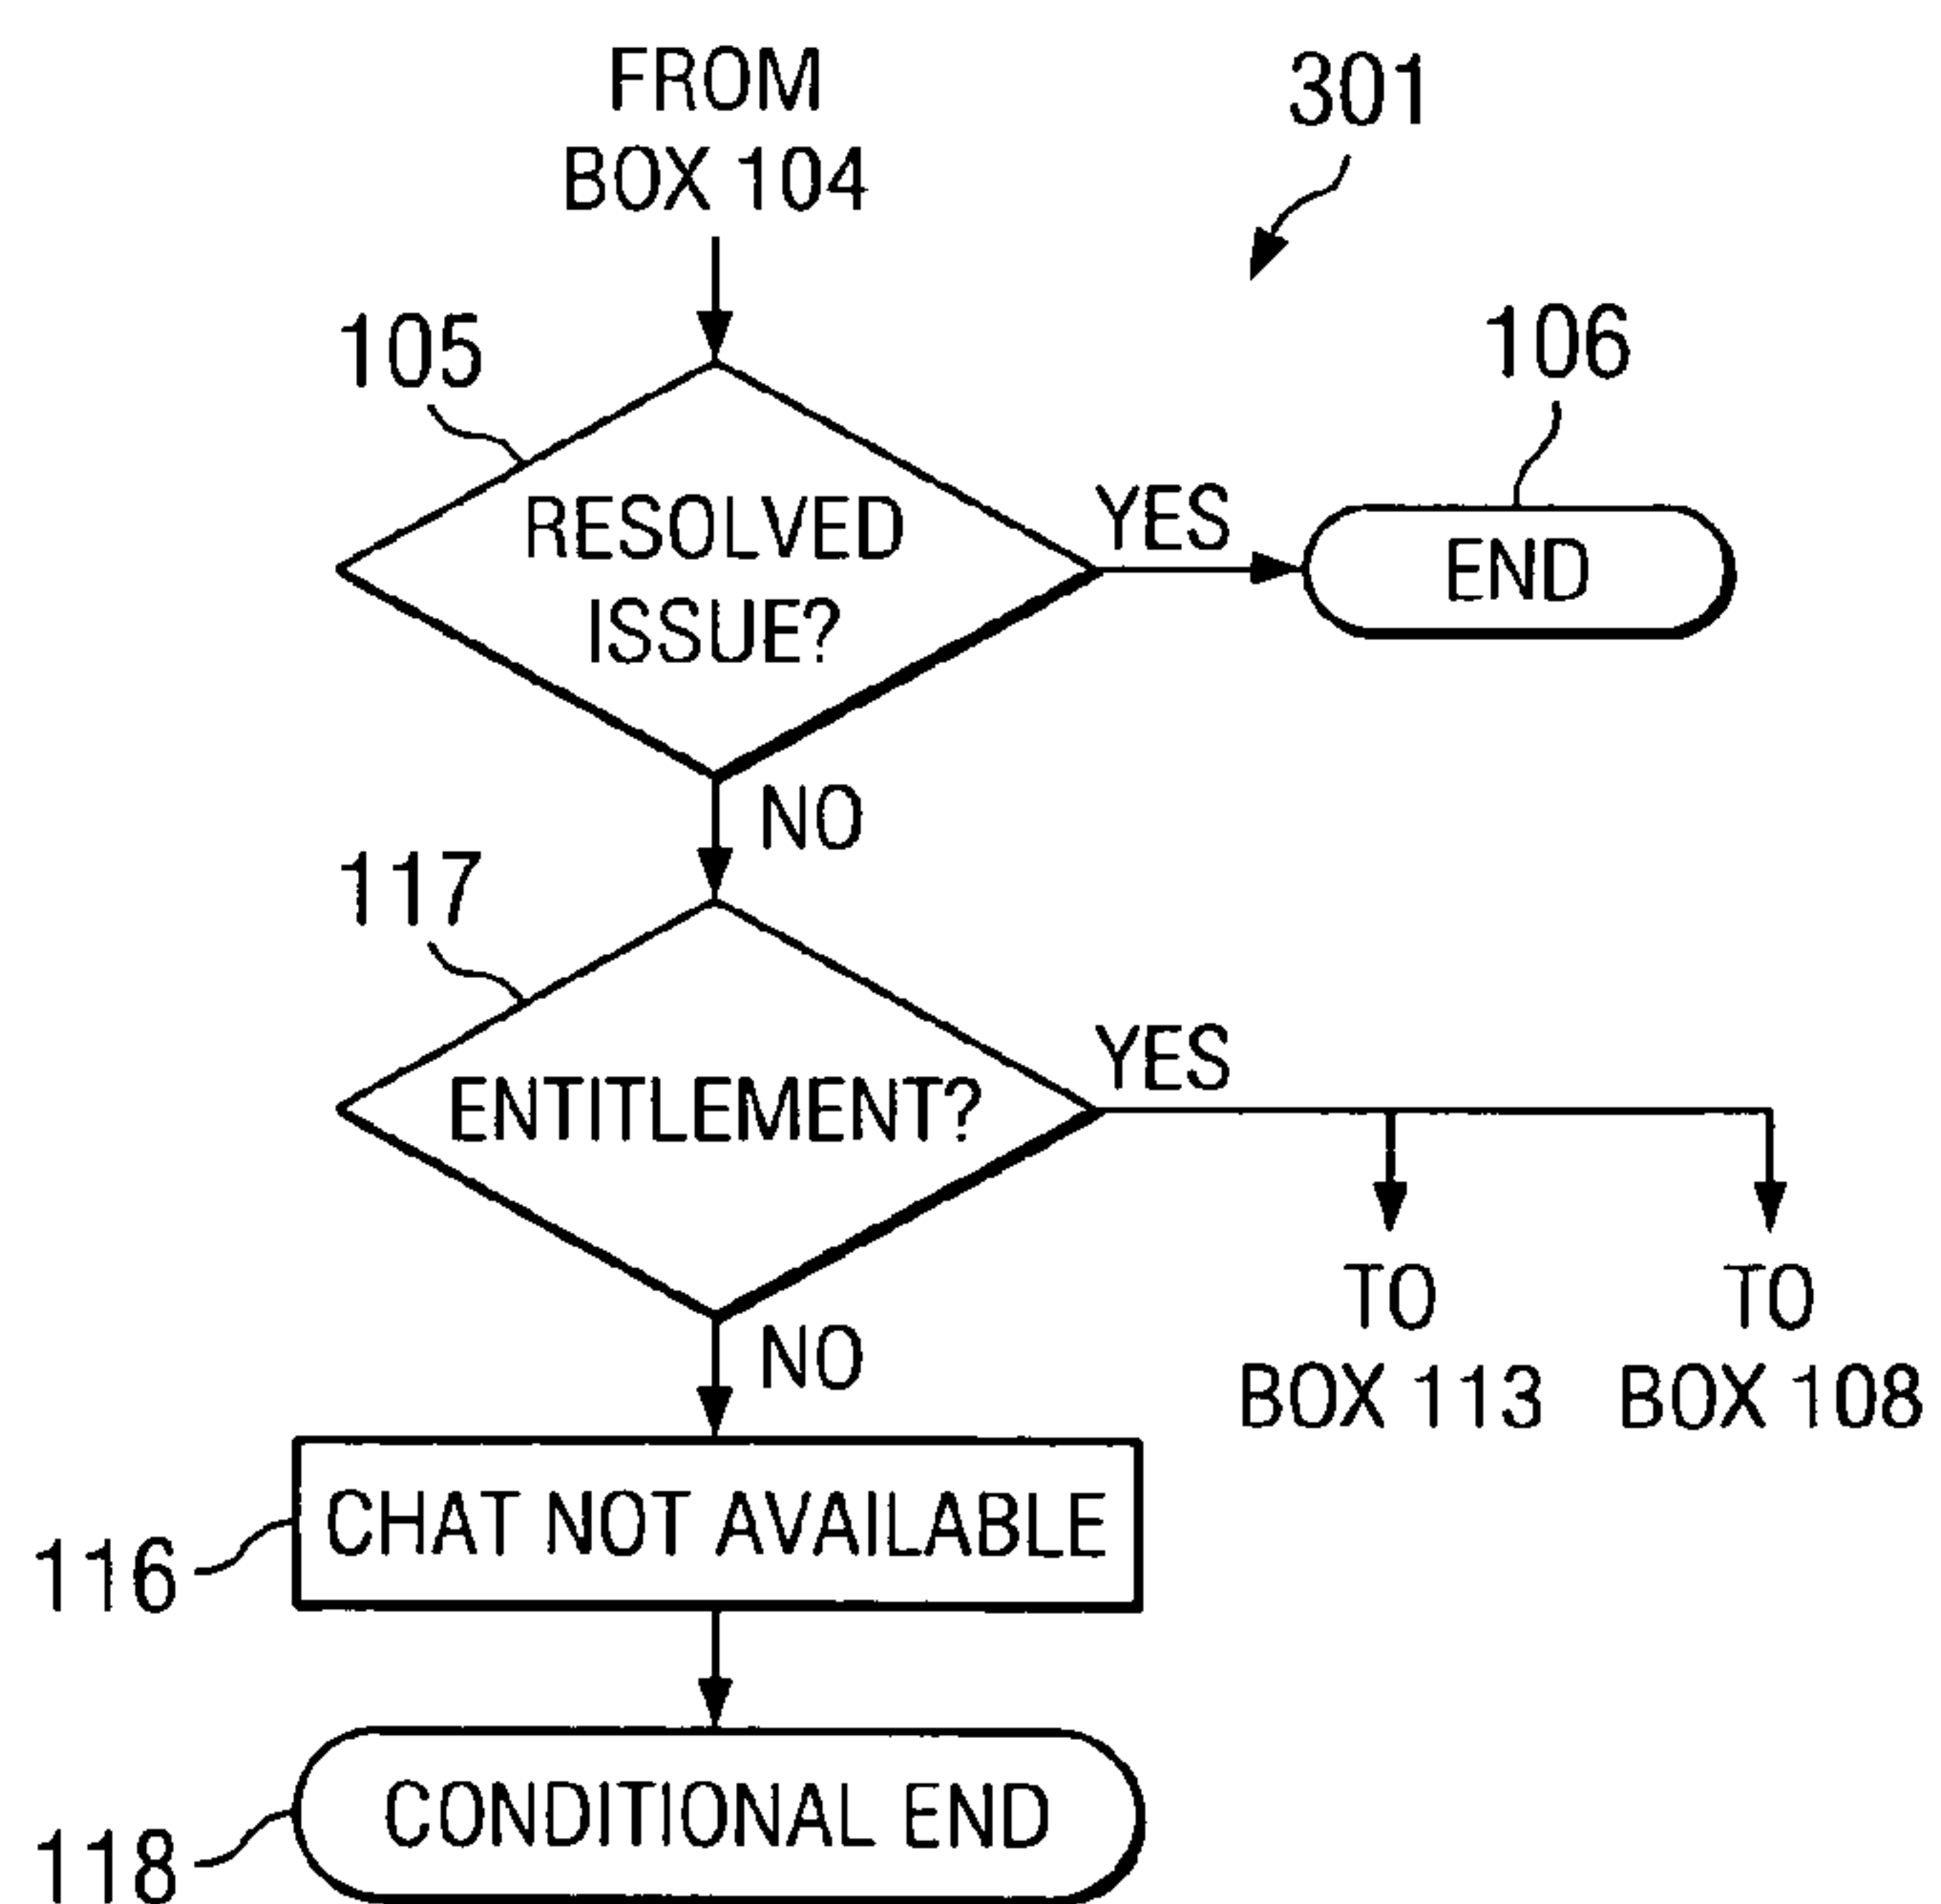 FROM
BOX 104
301
105
106
RESOLVED
ISSUE?
YES
END
NO
117
ENTITLEMENT?
YES
TO
BOX 113
TO
BOX 108
NO
CHAT NOT AVAILABLE
116
CONDITIONAL END
118